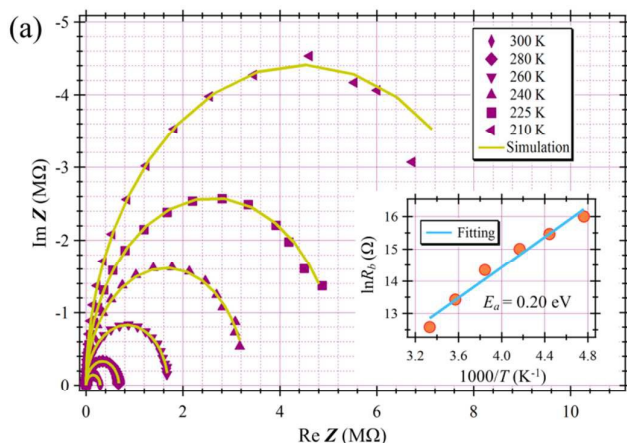 (a)
-5
-4
-3
-2
-1
0
Im Z (MΩ)
0 2 4 6 8 10
Re Z (MΩ)
300 K
280 K
260 K
240 K
225 K
210 K
Simulation
16
15
14
13
lnR_b (Ω)
Fitting
E_a = 0.20 eV
3.2 3.6 4.0 4.4 4.8
1000/T (K⁻¹)